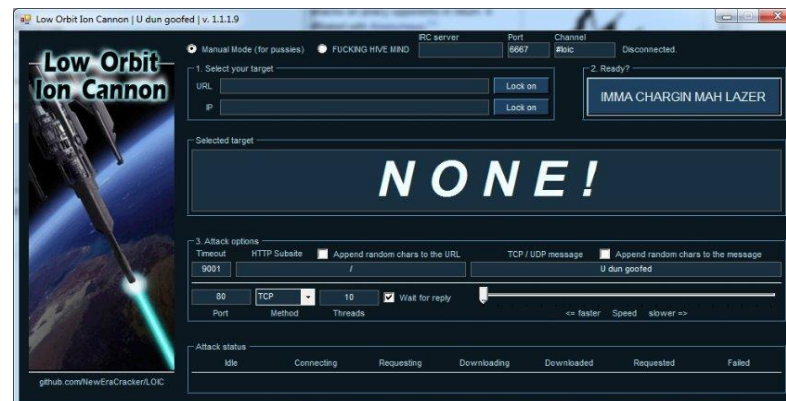 Low Orbit Ion Cannon | U dun goofed | v. 1.1.1.9
Low Orbit
Ion Cannon
Manual Mode (for pussies) FUCKING HIVE MIND
IRC server
Port
Channel
6667
#loic
Disconnected.
1. Select your target
URL
Lock on
IP
Lock on
2. Ready?
IMMA CHARGIN MAH LAZER
Selected target
NONE!
3. Attack options
Timeout
HTTP Subsite
Append random chars to the URL
TCP / UDP message
Append random chars to the message
9001
/
U dun goofed
80
TCP
10
Wait for reply
Port
Method
Threads
<= faster Speed slower =>
Attack status
Idle
Connecting
Requesting
Downloading
Downloaded
Requested
Failed
github.com/NewEraCracker/LOIC